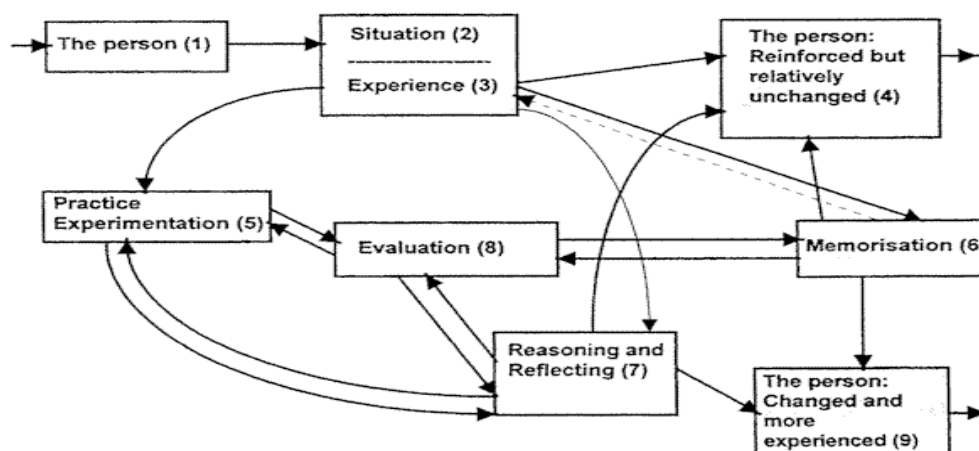 The person (1)
Situation (2)
Experience (3)
The person:
Reinforced but
relatively
unchanged (4)
Practice
Experimentation (5)
Evaluation (8)
Memorisation (6
Reasoning and
Reflecting (7)
The person:
Changed and
more
experienced (9)